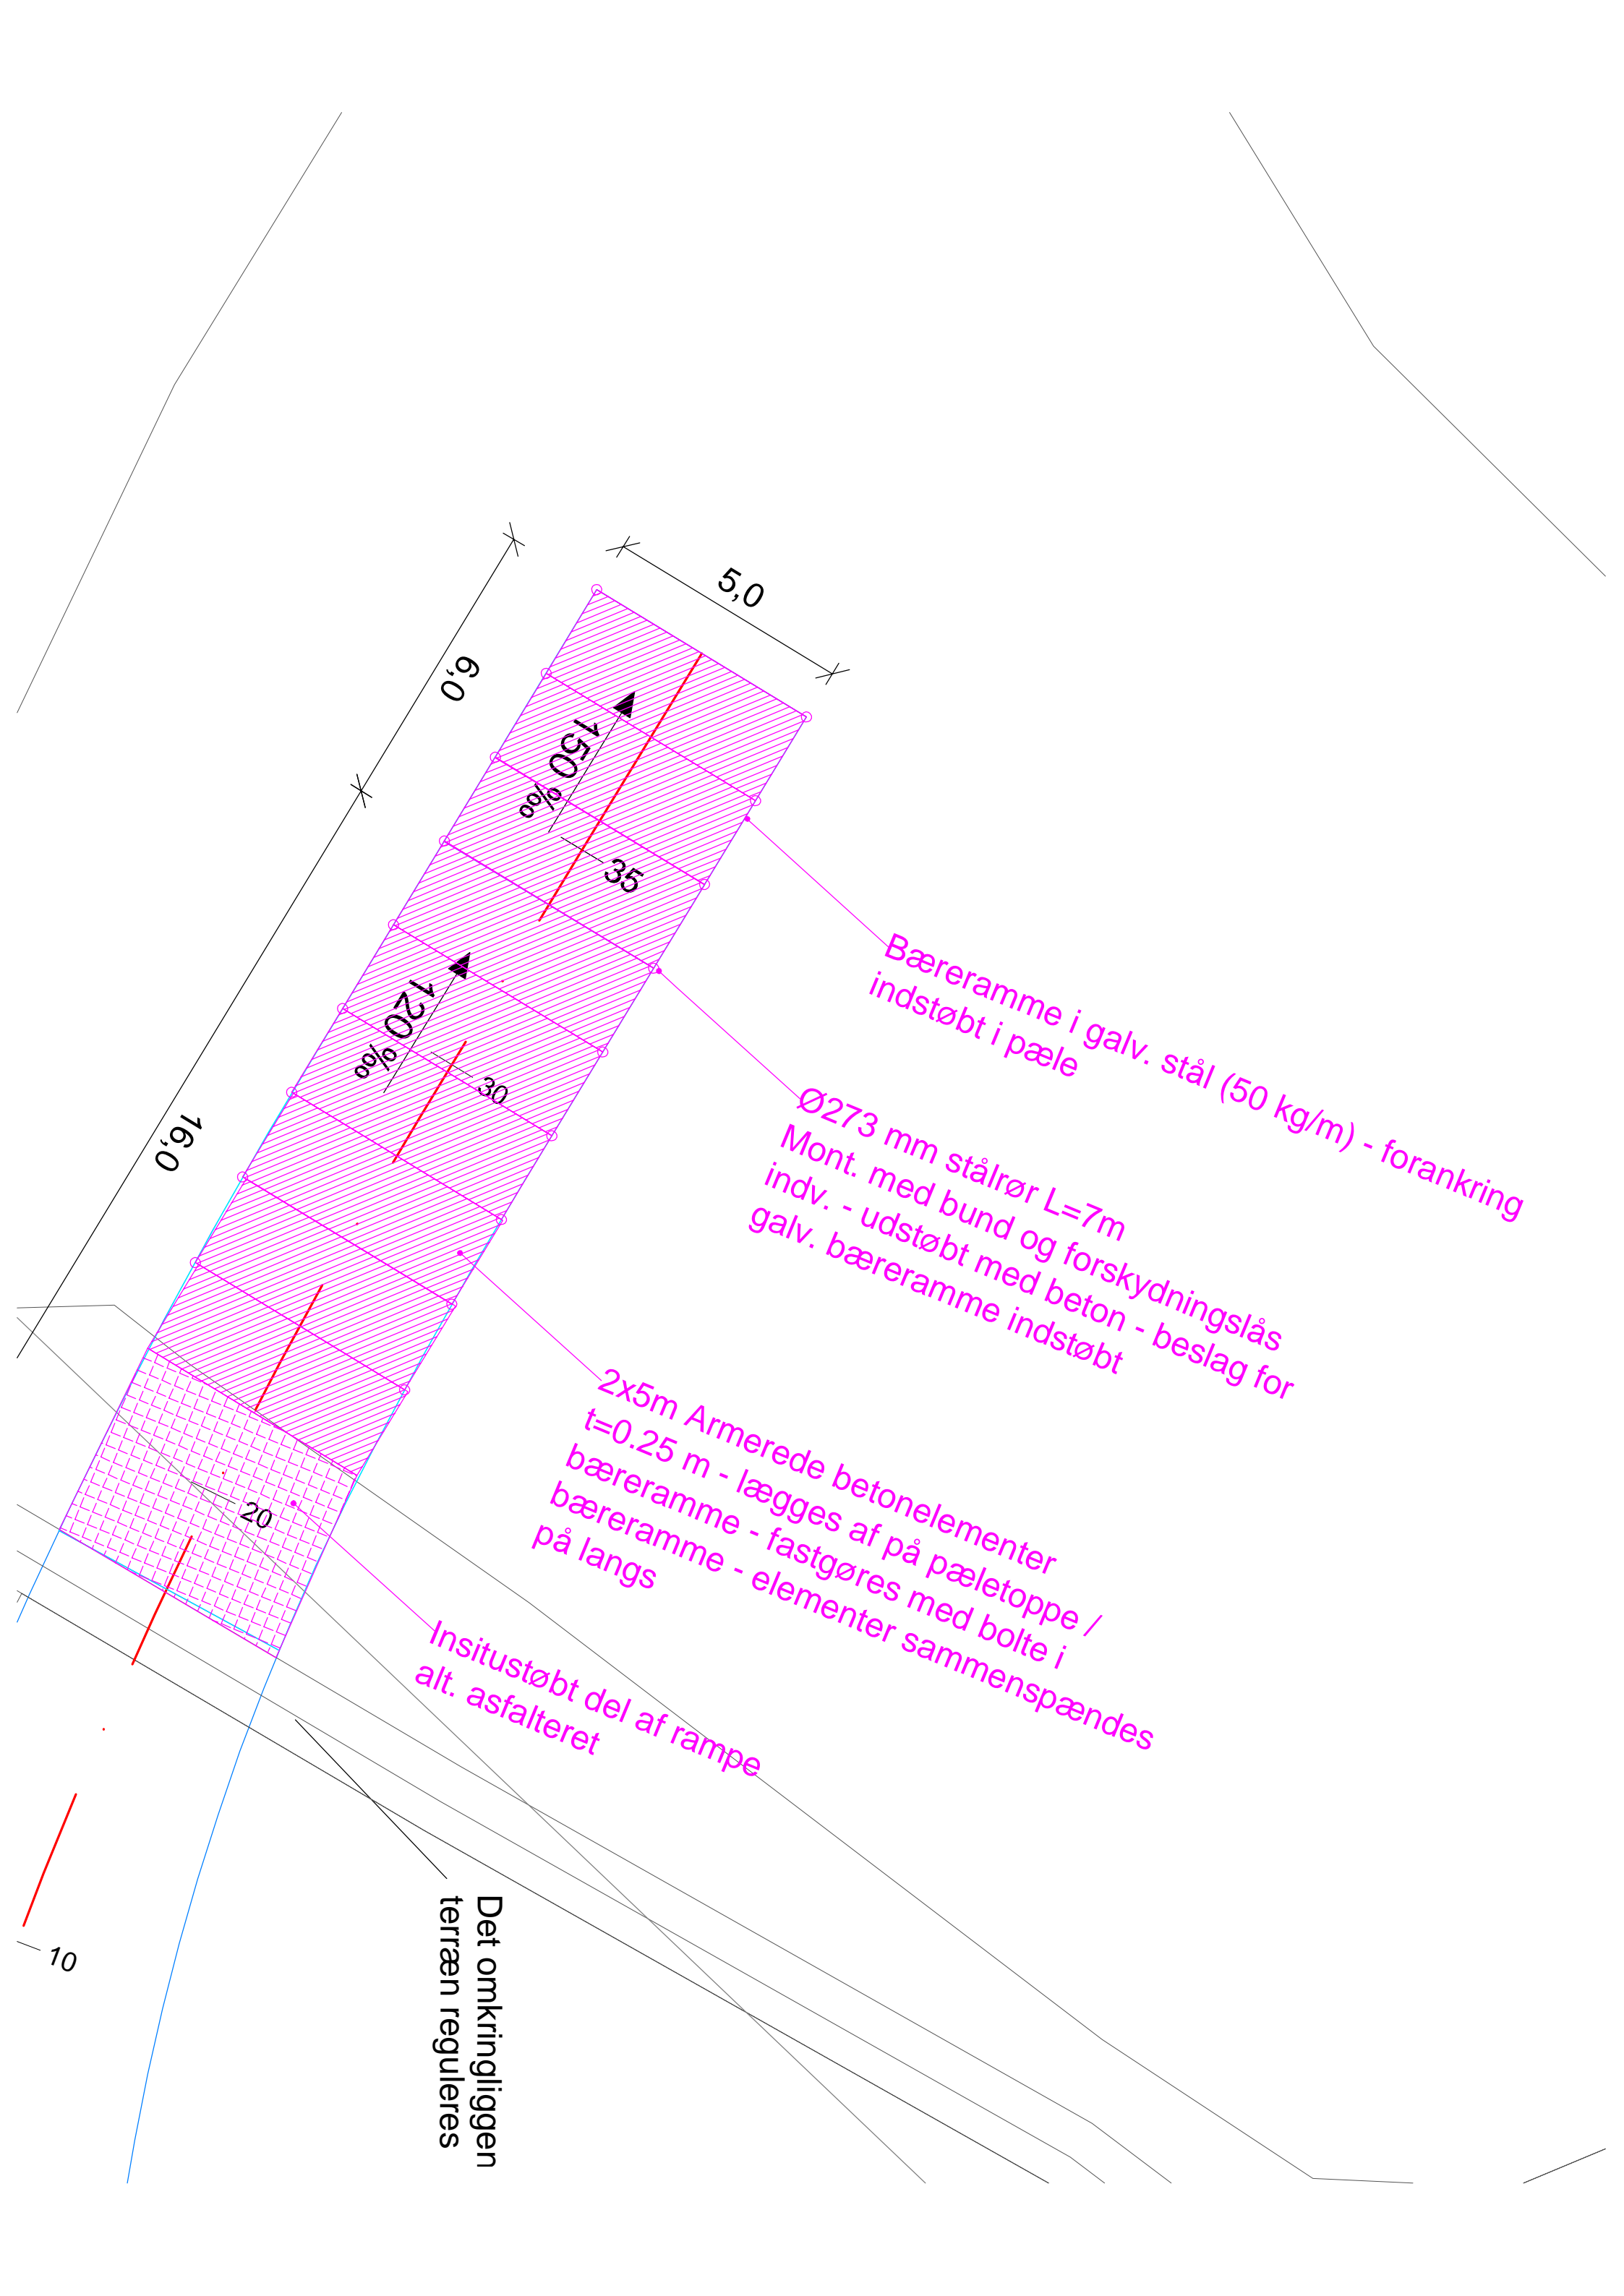 5,0
6,0
150 ‰
35
120 ‰
30
16,0
Bæreramme i galv. stål (50 kg/m) - forankring
indstøbt i pæle
Ø273 mm stålrør L=7m
Mont. med bund og forskydningslås
indv. - udstøbt med beton - beslag for
galv. bæreramme indstøbt
2x5m Armerede betonelementer
t=0.25 m - lægges af på pæletoppe /
bæreramme - fastgøres med bolte i
bæreramme - elementer sammenspændes
på langs
20
Insitustøbt del af rampe
alt. asfalteret
Det omkringliggen
terræn reguleres
10